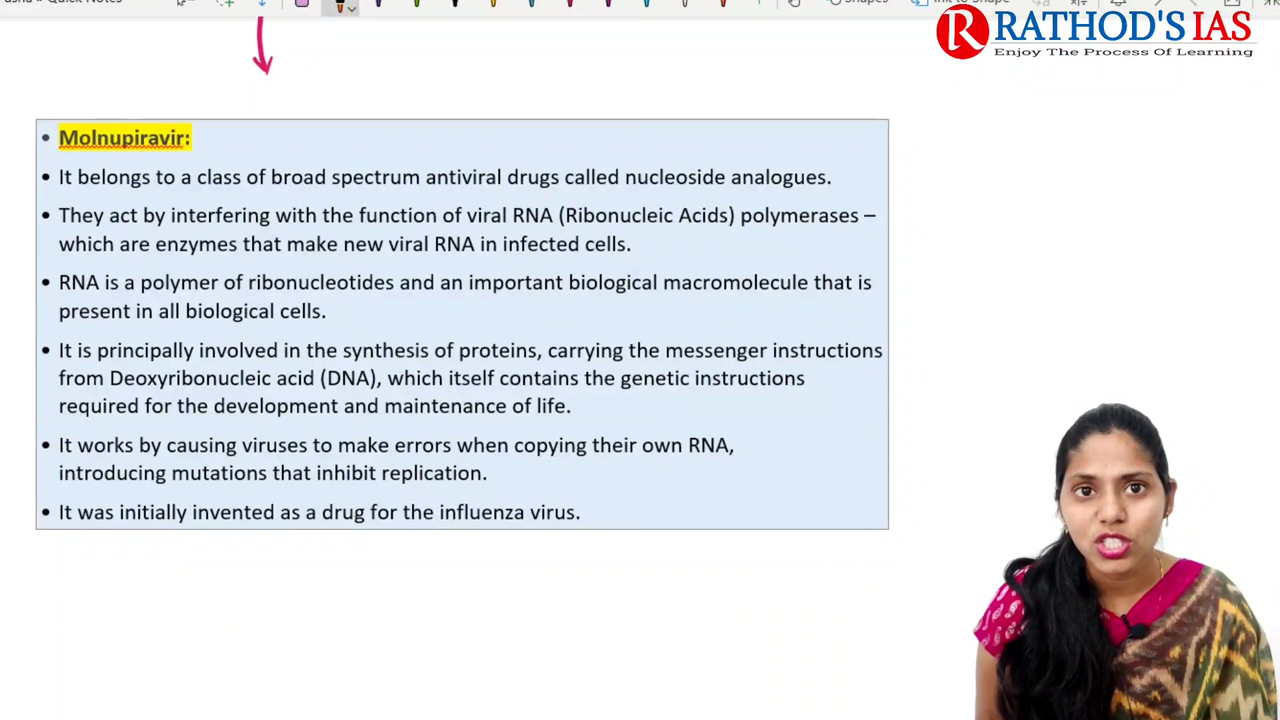 » Quick Notes
Shapes
Ink to Shape
R RATHOD'S IAS
Enjoy The Process Of Learning
• Molnupiravir:
• It belongs to a class of broad spectrum antiviral drugs called nucleoside analogues.
• They act by interfering with the function of viral RNA (Ribonucleic Acids) polymerases –
which are enzymes that make new viral RNA in infected cells.
• RNA is a polymer of ribonucleotides and an important biological macromolecule that is
present in all biological cells.
• It is principally involved in the synthesis of proteins, carrying the messenger instructions
from Deoxyribonucleic acid (DNA), which itself contains the genetic instructions
required for the development and maintenance of life.
• It works by causing viruses to make errors when copying their own RNA,
introducing mutations that inhibit replication.
• It was initially invented as a drug for the influenza virus.